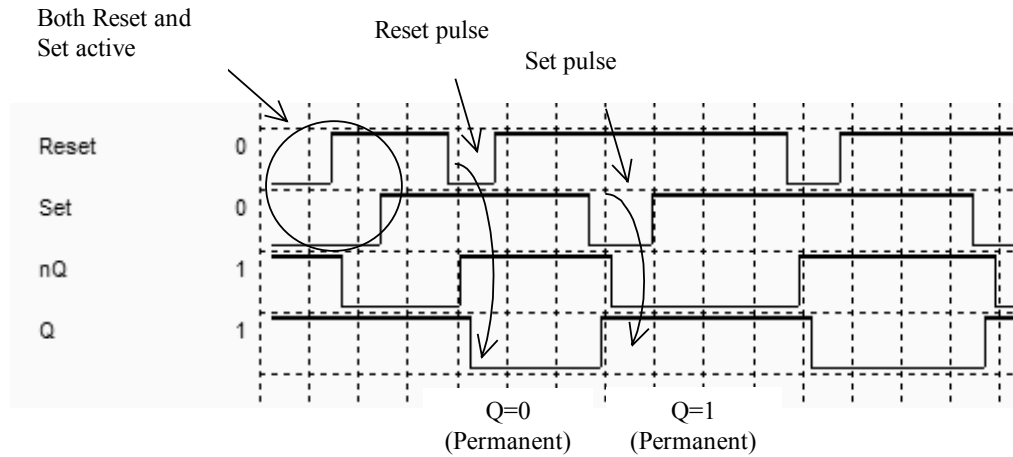 Both Reset and
Set active
Reset pulse
Set pulse
Reset 0
Set 0
nQ 1
Q 1
Q=0
(Permanent)
Q=1
(Permanent)